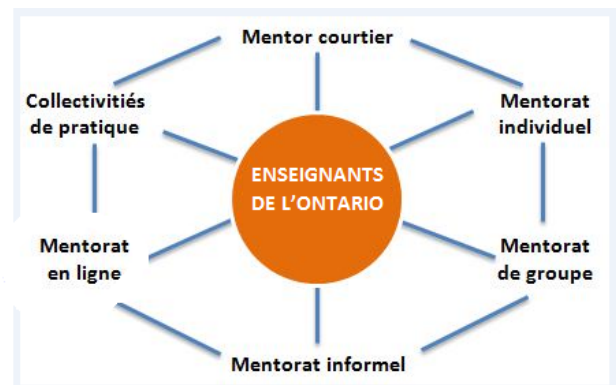 Mentor courtier
Collectivitiés
de pratique
Mentorat
individuel
ENSEIGNANTS
DE L'ONTARIO
Mentorat
en ligne
Mentorat
de groupe
Mentorat informel